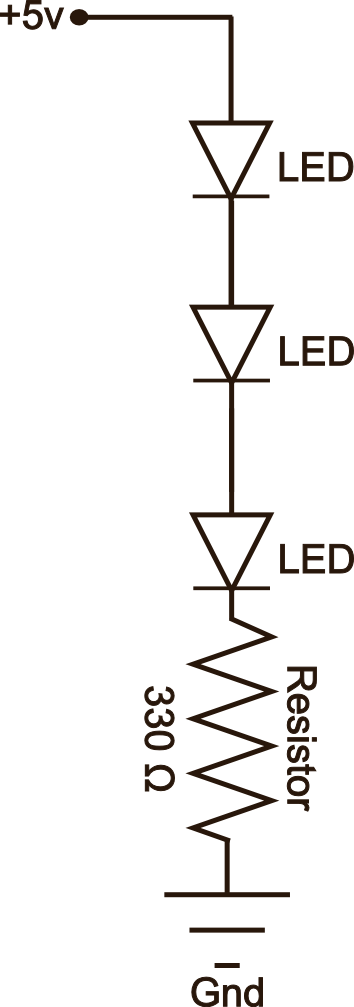 +5v
LED
LED
LED
Resistor
330 Ω
Gnd